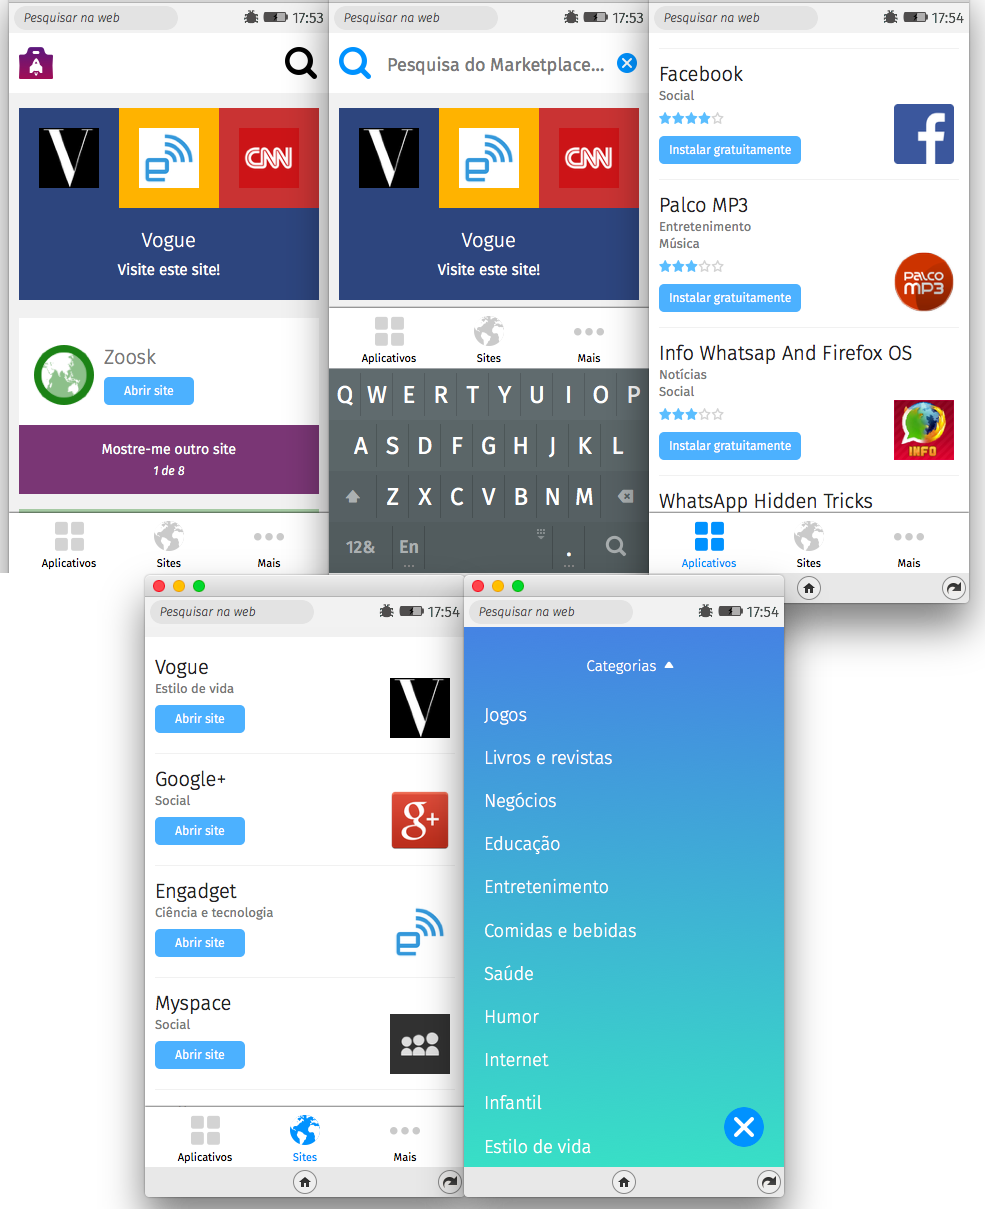 Pesquisar na web
17:53
V
CNN
Vogue
Visite este site!
Zoosk
Abrir site
Mostre-me outro site
1 de 8
Aplicativos
Sites
Mais
Pesquisar na web
17:53
Pesquisa do Marketplace...
V
CNN
Vogue
Visite este site!
Aplicativos
Sites
Mais
Q W E R T Y U I O P
A S D F G H J K L
Z X C V B N M
12& En .
...
...
Pesquisar na web
17:54
Facebook
Social
f
Instalar gratuitamente
Palco MP3
Entretenimento
Música
PALCO
MP3
Instalar gratuitamente
Info Whatsap And Firefox OS
Notícias
Social
INFO
Instalar gratuitamente
WhatsApp Hidden Tricks
Aplicativos
Sites
Mais
Pesquisar na web
17:54
Vogue
Estilo de vida
V
Abrir site
Google+
Social
g+
Abrir site
Engadget
Ciência e tecnologia
Abrir site
Myspace
Social
Abrir site
Aplicativos
Sites
Mais
Pesquisar na web
17:54
Categorias
Jogos
Livros e revistas
Negócios
Educação
Entretenimento
Comidas e bebidas
Saúde
Humor
Internet
Infantil
Estilo de vida